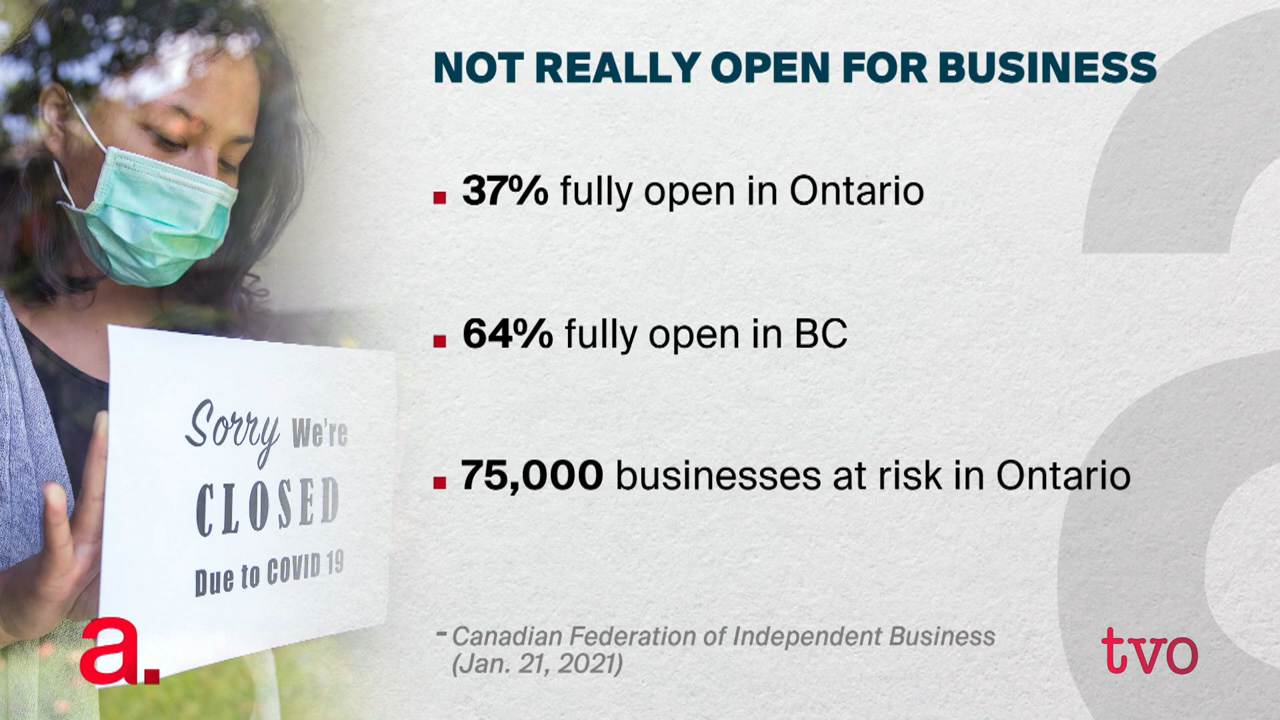 NOT REALLY OPEN FOR BUSINESS
37% fully open in Ontario
64% fully open in BC
75,000 businesses at risk in Ontario
- Canadian Federation of Independent Business
(Jan. 21, 2021)
Sorry We're
CLOSED
Due to COVID 19
a.
tvo